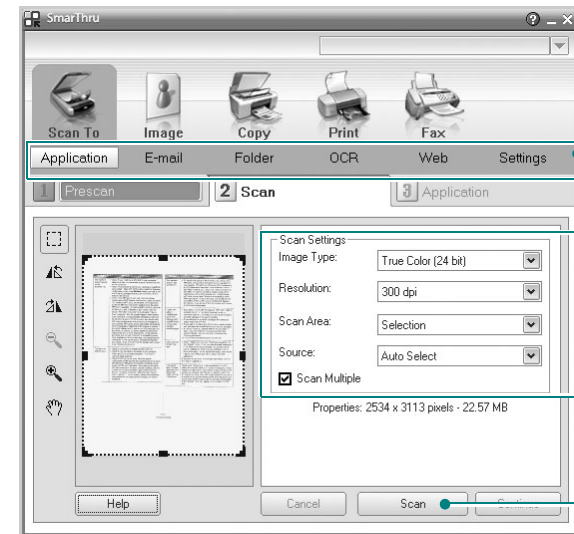 SmarThru
Scan To Image Copy Print Fax
Application E-mail Folder OCR Web Settings
1 Prescan 2 Scan 3 Application
Scan Settings
Image Type: True Color (24 bit)
Resolution: 300 dpi
Scan Area: Selection
Source: Auto Select
Scan Multiple
Properties: 2534 x 3113 pixels - 22.57 MB
Help Cancel Scan Continue